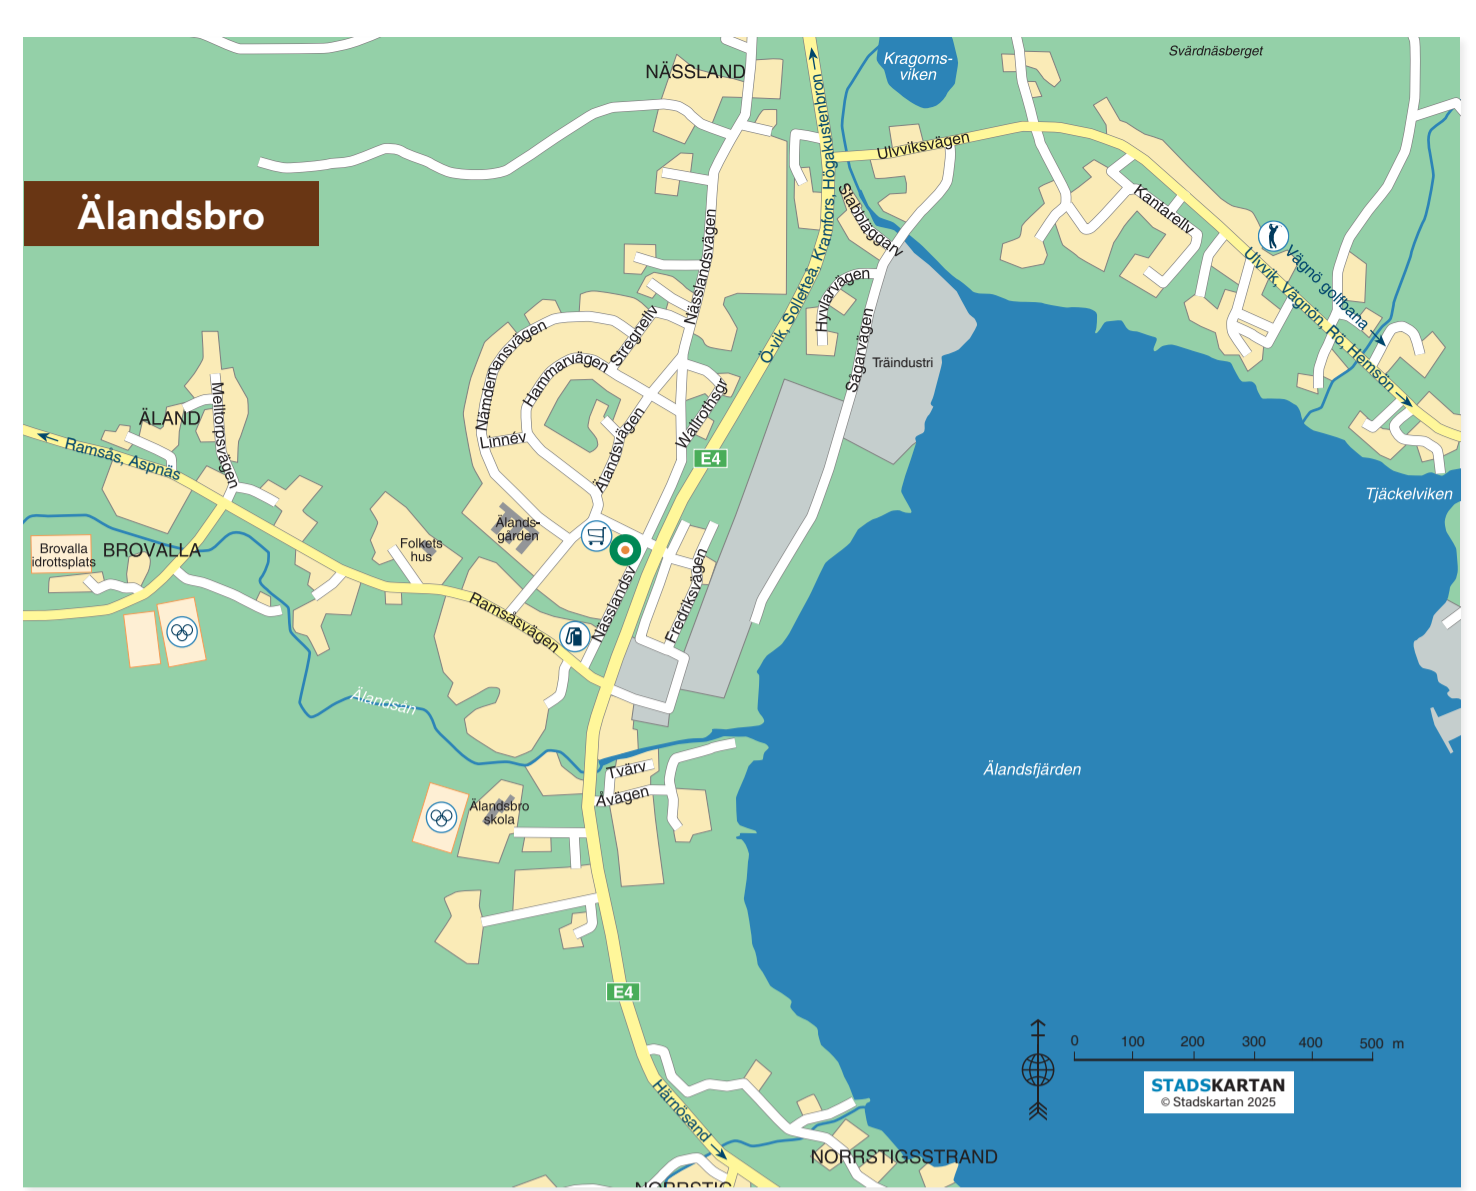 Svärdnäsberget
Kragoms-
viken
NÄSSLAND
Ö-vik, Sollefteå, Kramfors, Högakustenbron
Ulvviksvägen
Älandsbro
Stabbläggarv
Kantarellv
Nässlandsvägen
Vägnö golfbana
Ulvvik, Vägnön, Rö, Hemsön
Hyvlarvägen
Sågarvägen
Träindustri
Stregnellv
Nämdemansvägen
Hammarvägen
Wallrothsgr
Linnév
Älandsvägen
ÄLAND
Melltorpsvägen
Ramsås, Aspnäs
E4
Tjäckelviken
Älands-
gården
Folkets
hus
Brovalla
idrottsplats
BROVALLA
Fredriksvägen
Nässlandsv
Ramsåsvägen
Älandsån
Älandsfjärden
Tvärv
Åvägen
Älandsbro
skola
E4
0 100 200 300 400 500 m
STADSKARTAN
© Stadskartan 2025
Härnösand
NORRSTIGSSTRAND
NORRSTIG